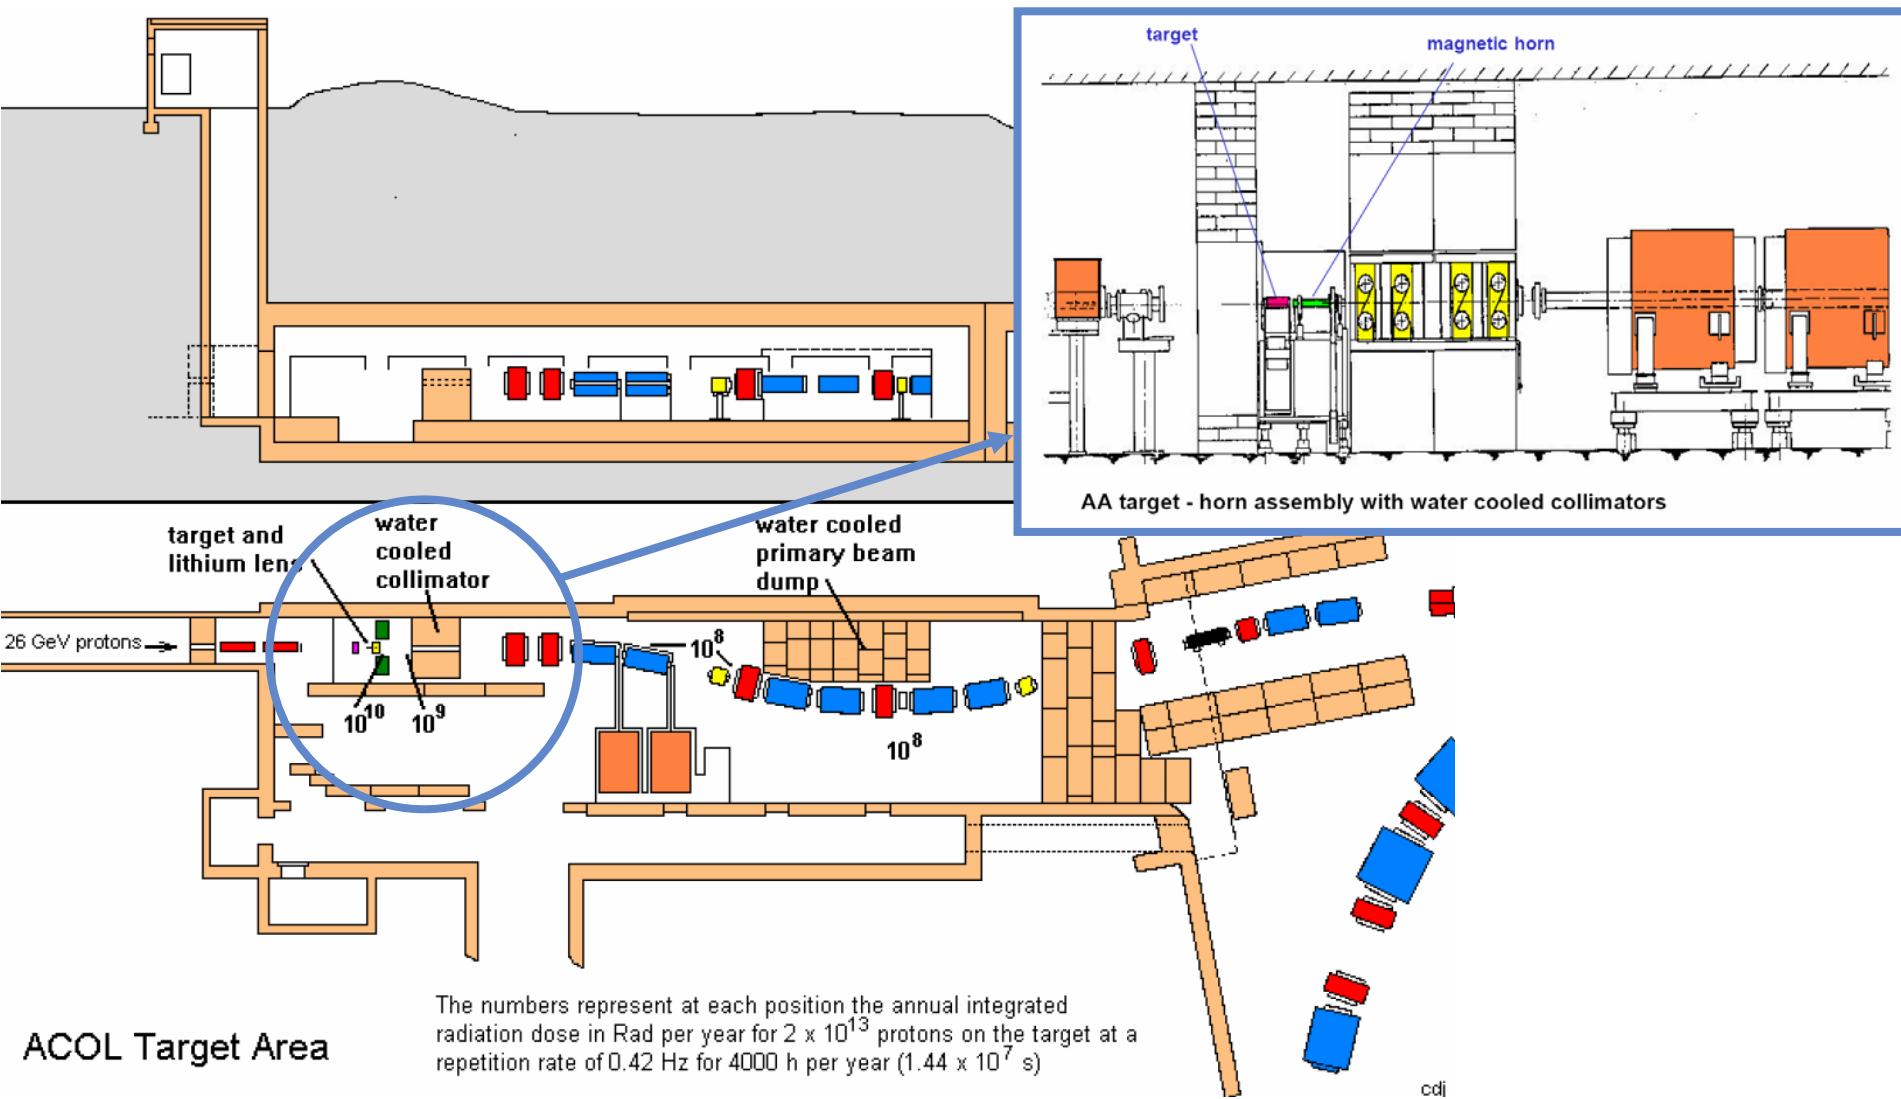 target
magnetic horn
AA target - horn assembly with water cooled collimators
target and
lithium lens
water
cooled
collimator
water cooled
primary beam
dump
26 GeV protons
10^10
10^9
10^8
10^8
ACOL Target Area
The numbers represent at each position the annual integrated
radiation dose in Rad per year for 2 x 10^13 protons on the target at a
repetition rate of 0.42 Hz for 4000 h per year (1.44 x 10^7 s)
cdj